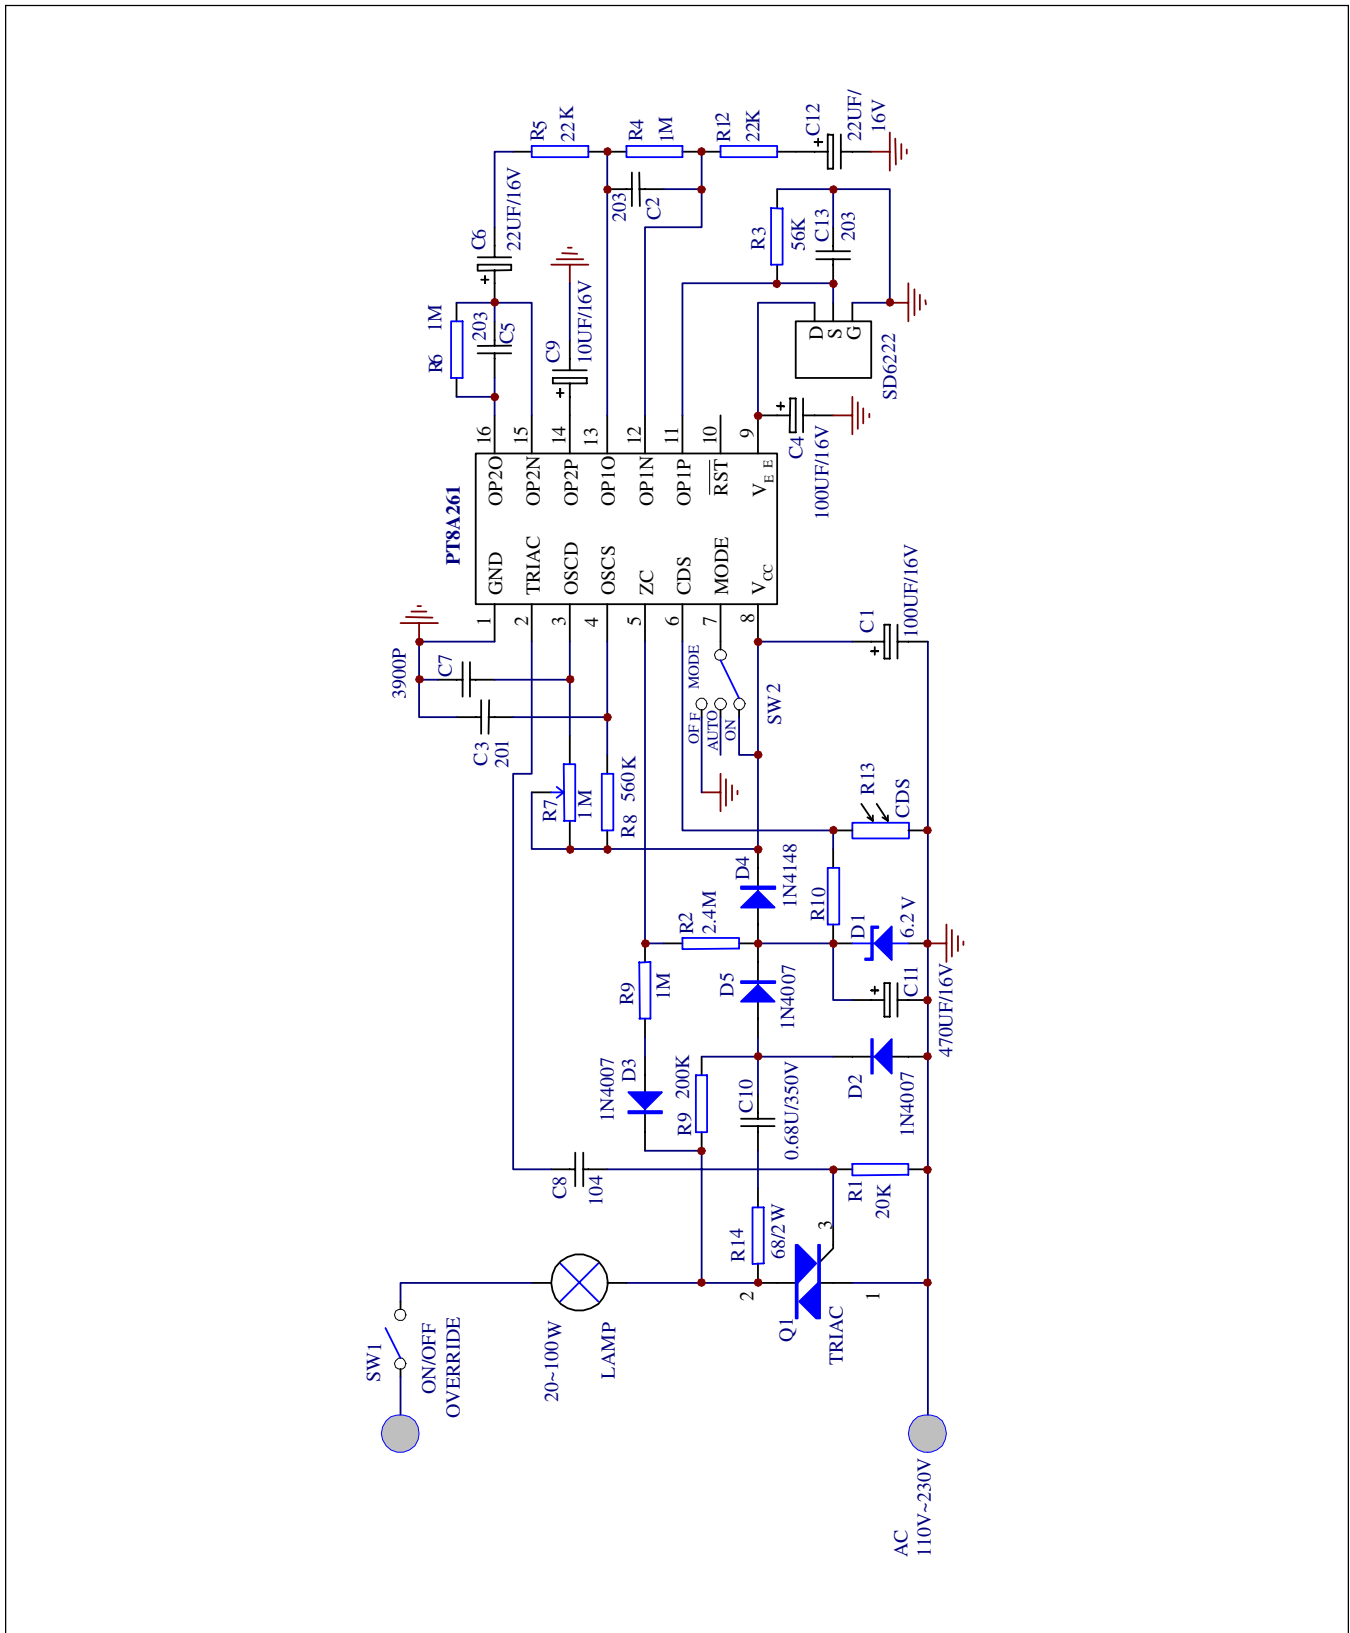 SW1
ON/OFF
OVERRIDE
20~100W
LAMP
AC
110V~230V
Q1
TRIAC
2
1
3
R14
68/2W
R1
20K
C8
104
C10
0.68U/350V
R9 200K
1N4007
D3
D2
1N4007
R9
1M
D5
1N4007
C11
470UF/16V
R2
2.4M
D1
6.2V
D4
1N4148
R10
R13
CDS
R7
1M
R8 560K
C3
201
3900P
C7
OFF
AUTO
ON
MODE
SW2
C1
100UF/16V
PT8A261
1
2
3
4
5
6
7
8
GND
TRIAC
OSCD
OSCS
ZC
CDS
MODE
VCC
OP2O
OP2N
OP2P
OP1O
OP1N
OP1P
RST
VEE
16
15
14
13
12
11
10
9
C4
100UF/16V
R6 1M
203
C5
C9
10UF/16V
C6
22UF/16V
D
S
G
SD6222
R3
56K
C13
203
203
C2
R5
22K
R4
1M
R12
22K
C12
22UF/
16V